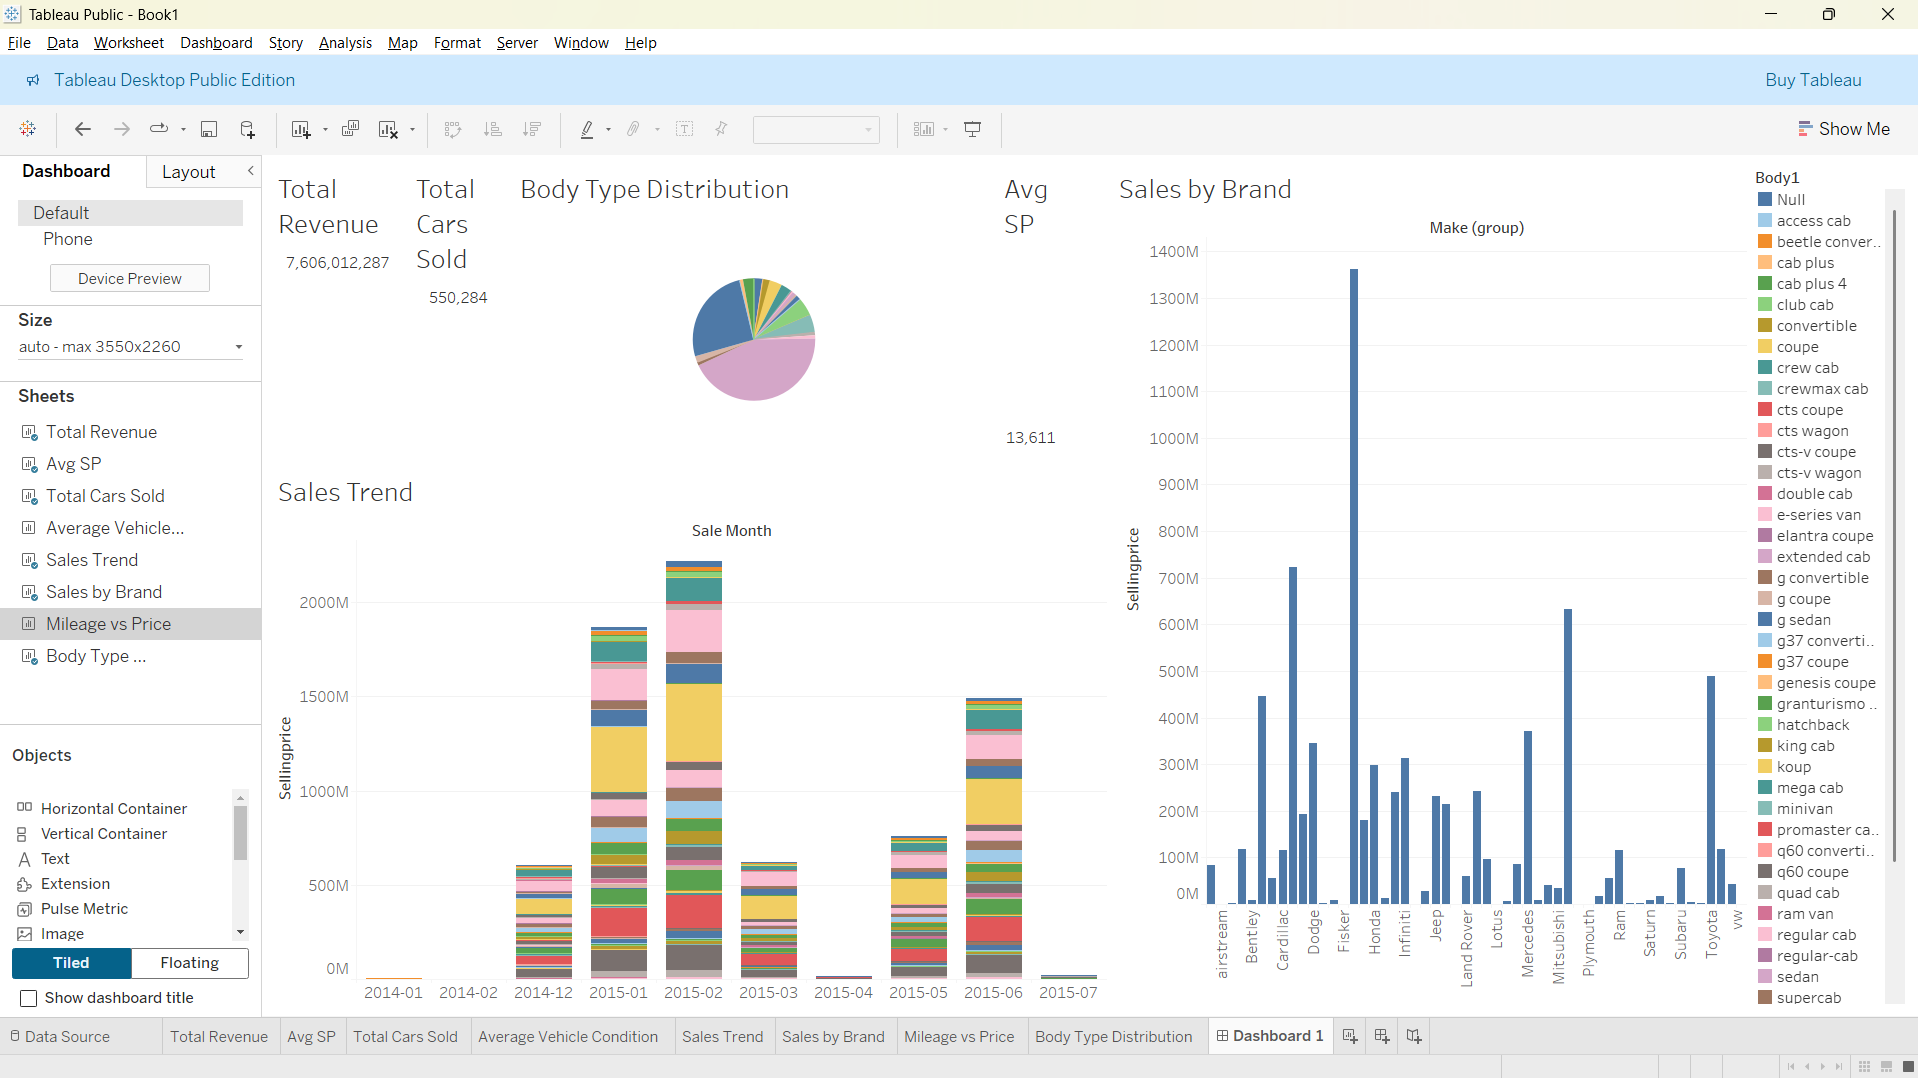 Tableau Public - Book1
File Data Worksheet Dashboard Story Analysis Map Format Server Window Help
Tableau Desktop Public Edition
Buy Tableau
Show Me
Dashboard
Layout
Default
Phone
Device Preview
Size
auto - max 3550x2260
Sheets
Total Revenue
Avg SP
Total Cars Sold
Average Vehicle...
Sales Trend
Sales by Brand
Mileage vs Price
Body Type ...
Objects
Horizontal Container
Vertical Container
Text
Extension
Pulse Metric
Image
Tiled
Floating
Show dashboard title
Total
Revenue
7,606,012,287
Total
Cars
Sold
550,284
Body Type Distribution
Avg
SP
13,611
Sales Trend
Sale Month
Sellingprice
2000M
1500M
1000M
500M
0M
2014-01 2014-02 2014-12 2015-01 2015-02 2015-03 2015-04 2015-05 2015-06 2015-07
Sales by Brand
Make (group)
Sellingprice
1400M
1300M
1200M
1100M
1000M
900M
800M
700M
600M
500M
400M
300M
200M
100M
0M
airstream
Bentley
Cardillac
Dodge
Fisker
Honda
Infiniti
Jeep
Land Rover
Lotus
Mercedes
Mitsubishi
Plymouth
Ram
Saturn
Subaru
Toyota
vw
Body1
Null
access cab
beetle conver..
cab plus
cab plus 4
club cab
convertible
coupe
crew cab
crewmax cab
cts coupe
cts wagon
cts-v coupe
cts-v wagon
double cab
e-series van
elantra coupe
extended cab
g convertible
g coupe
g sedan
g37 converti..
g37 coupe
genesis coupe
granturismo ..
hatchback
king cab
koup
mega cab
minivan
promaster ca..
q60 converti..
q60 coupe
quad cab
ram van
regular cab
regular-cab
sedan
supercab
Data Source
Total Revenue
Avg SP
Total Cars Sold
Average Vehicle Condition
Sales Trend
Sales by Brand
Mileage vs Price
Body Type Distribution
Dashboard 1